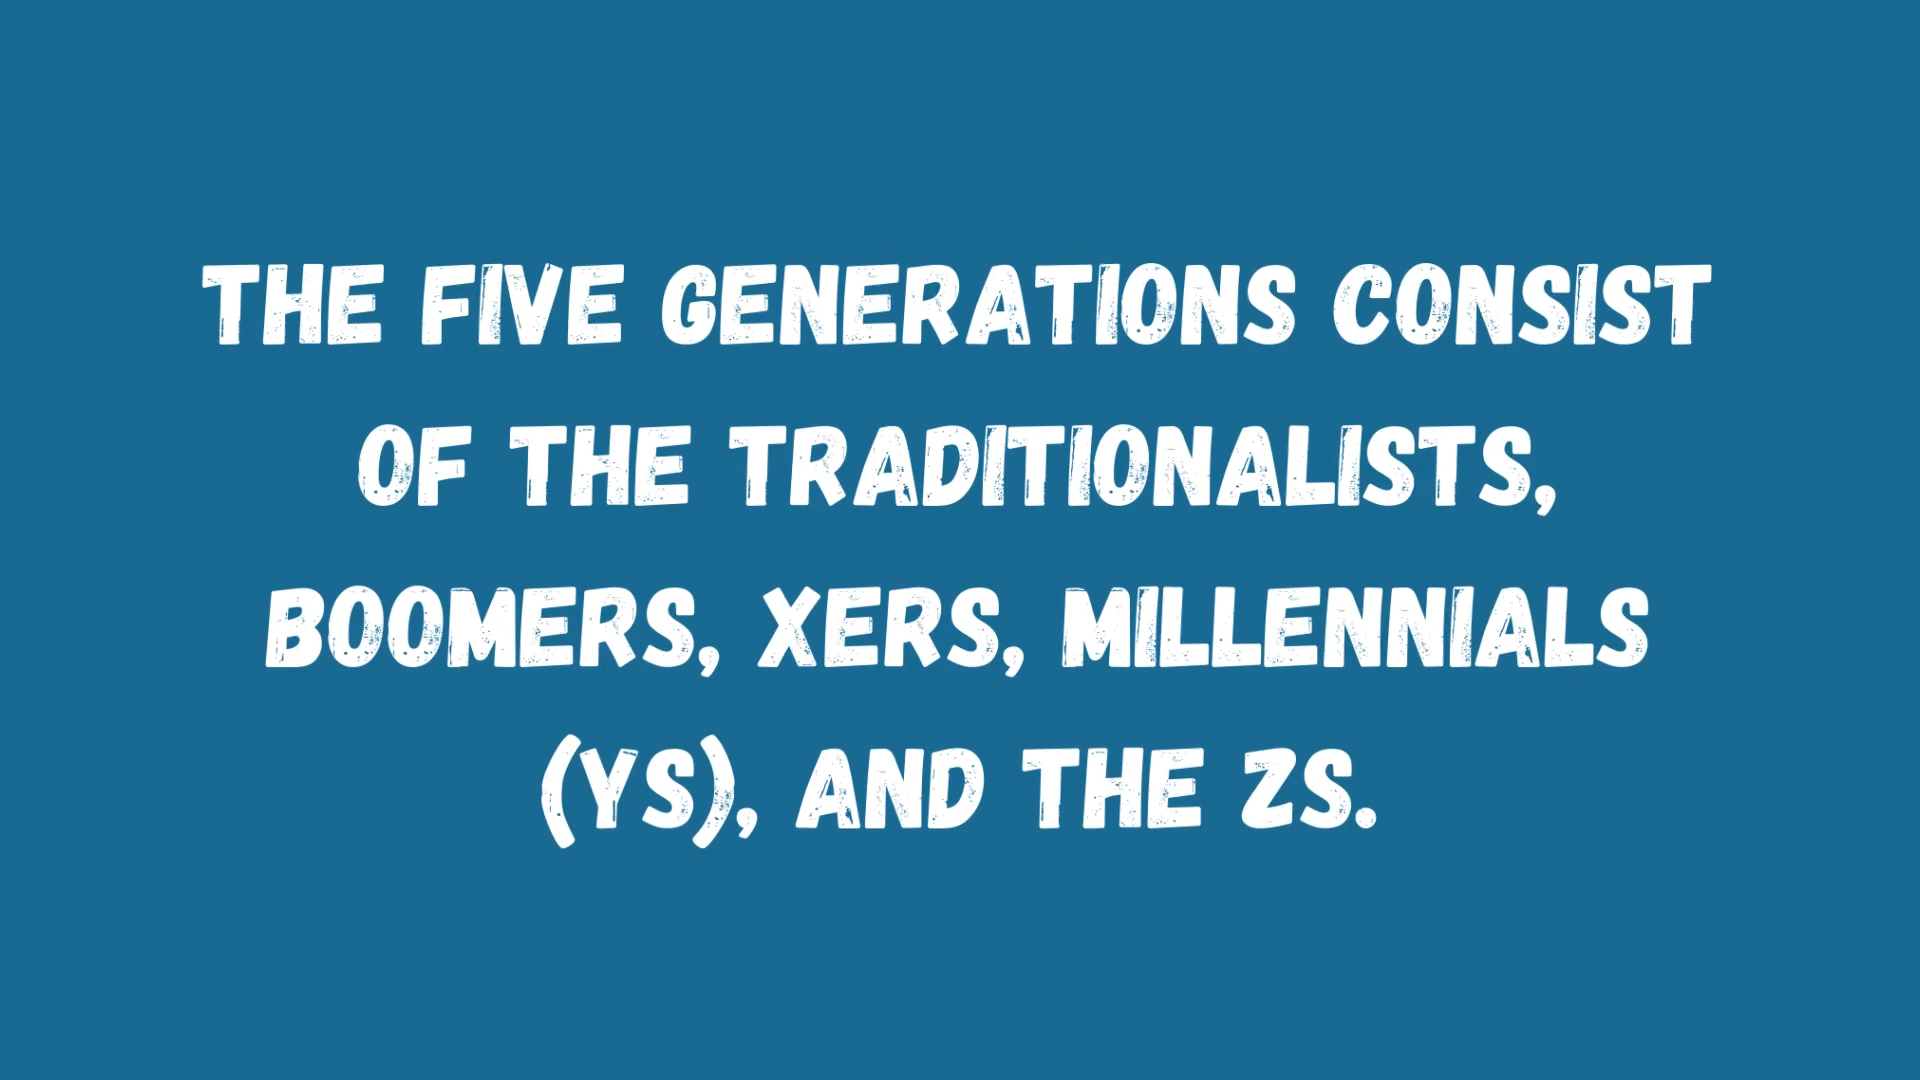 THE FIVE GENERATIONS CONSIST
OF THE TRADITIONALISTS,
BOOMERS, XERS, MILLENNIALS
(YS), AND THE ZS.